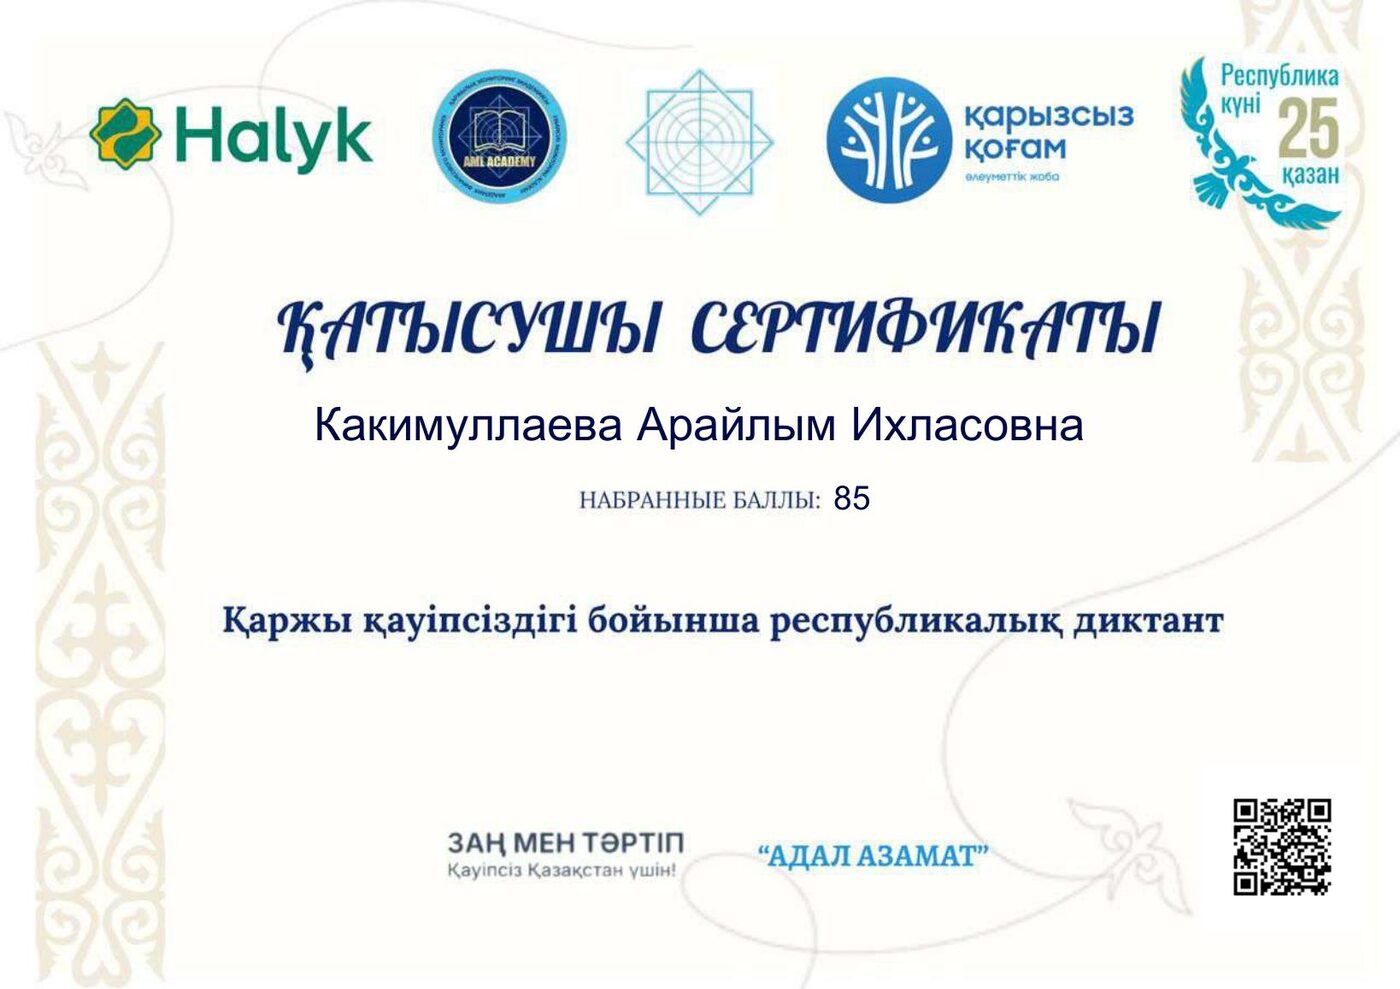 Halyk
AML ACADEMY
қарызсыз
қоғам
әлеуметтік жоба
Республика
күні
25
қазан
ҚАТЫСУШЫ СЕРТИФИКАТЫ
Какимуллаева Арайлым Ихласовна
НАБРАННЫЕ БАЛЛЫ: 85
Қаржы қауіпсіздігі бойынша республикалық диктант
ЗАҢ МЕН ТӘРТІП
Қауіпсіз Қазақстан үшін!
“АДАЛ АЗАМАТ”